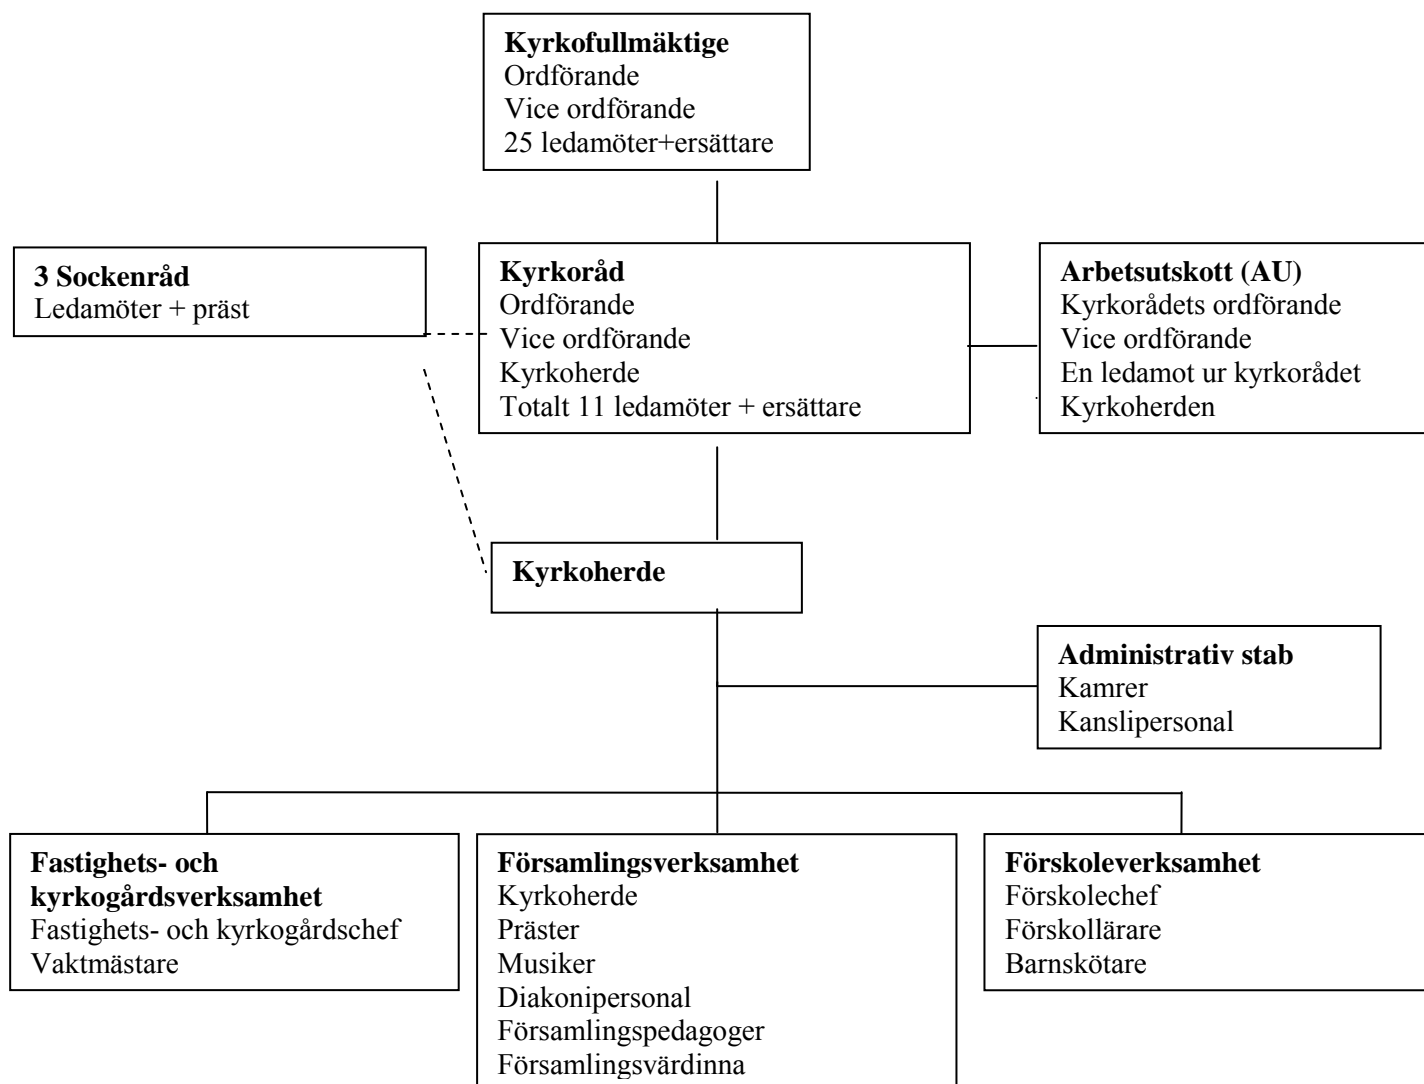 Kyrkofullmäktige
Ordförande
Vice ordförande
25 ledamöter+ersättare
3 Sockenråd
Ledamöter + präst
Kyrkoråd
Ordförande
Vice ordförande
Kyrkoherde
Totalt 11 ledamöter + ersättare
Arbetsutskott (AU)
Kyrkorådets ordförande
Vice ordförande
En ledamot ur kyrkorådet
Kyrkoherden
Kyrkoherde
Administrativ stab
Kamrer
Kanslipersonal
Fastighets- och
kyrkogårdsverksamhet
Fastighets- och kyrkogårdschef
Vaktmästare
Församlingsverksamhet
Kyrkoherde
Präster
Musiker
Diakonipersonal
Församlingspedagoger
Församlingsvärdinna
Förskoleverksamhet
Förskolechef
Förskollärare
Barnskötare